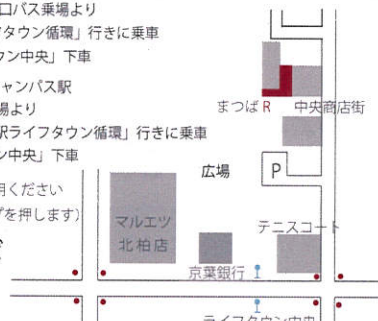 口バス乗場より
タウン循環」行きに乗車
ウン中央」下車
ャンパス駅
場より
駅ライフタウン循環」行きに乗車
ン中央」下車
用ください
プを押します)
まつばR
中央商店街
広場
P
マルエツ
北柏店
テニスコート
京葉銀行
ライフタウン中央